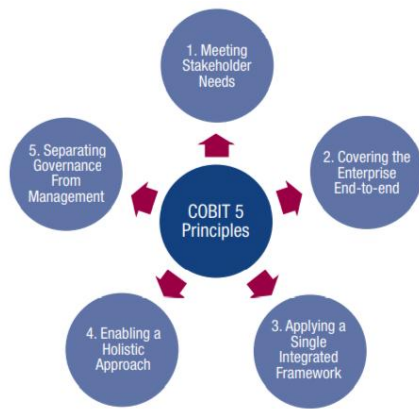 1. Meeting
Stakeholder
Needs
5. Separating
Governance
From
Management
2. Covering the
Enterprise
End-to-end
COBIT 5
Principles
4. Enabling a
Holistic
Approach
3. Applying a
Single
Integrated
Framework